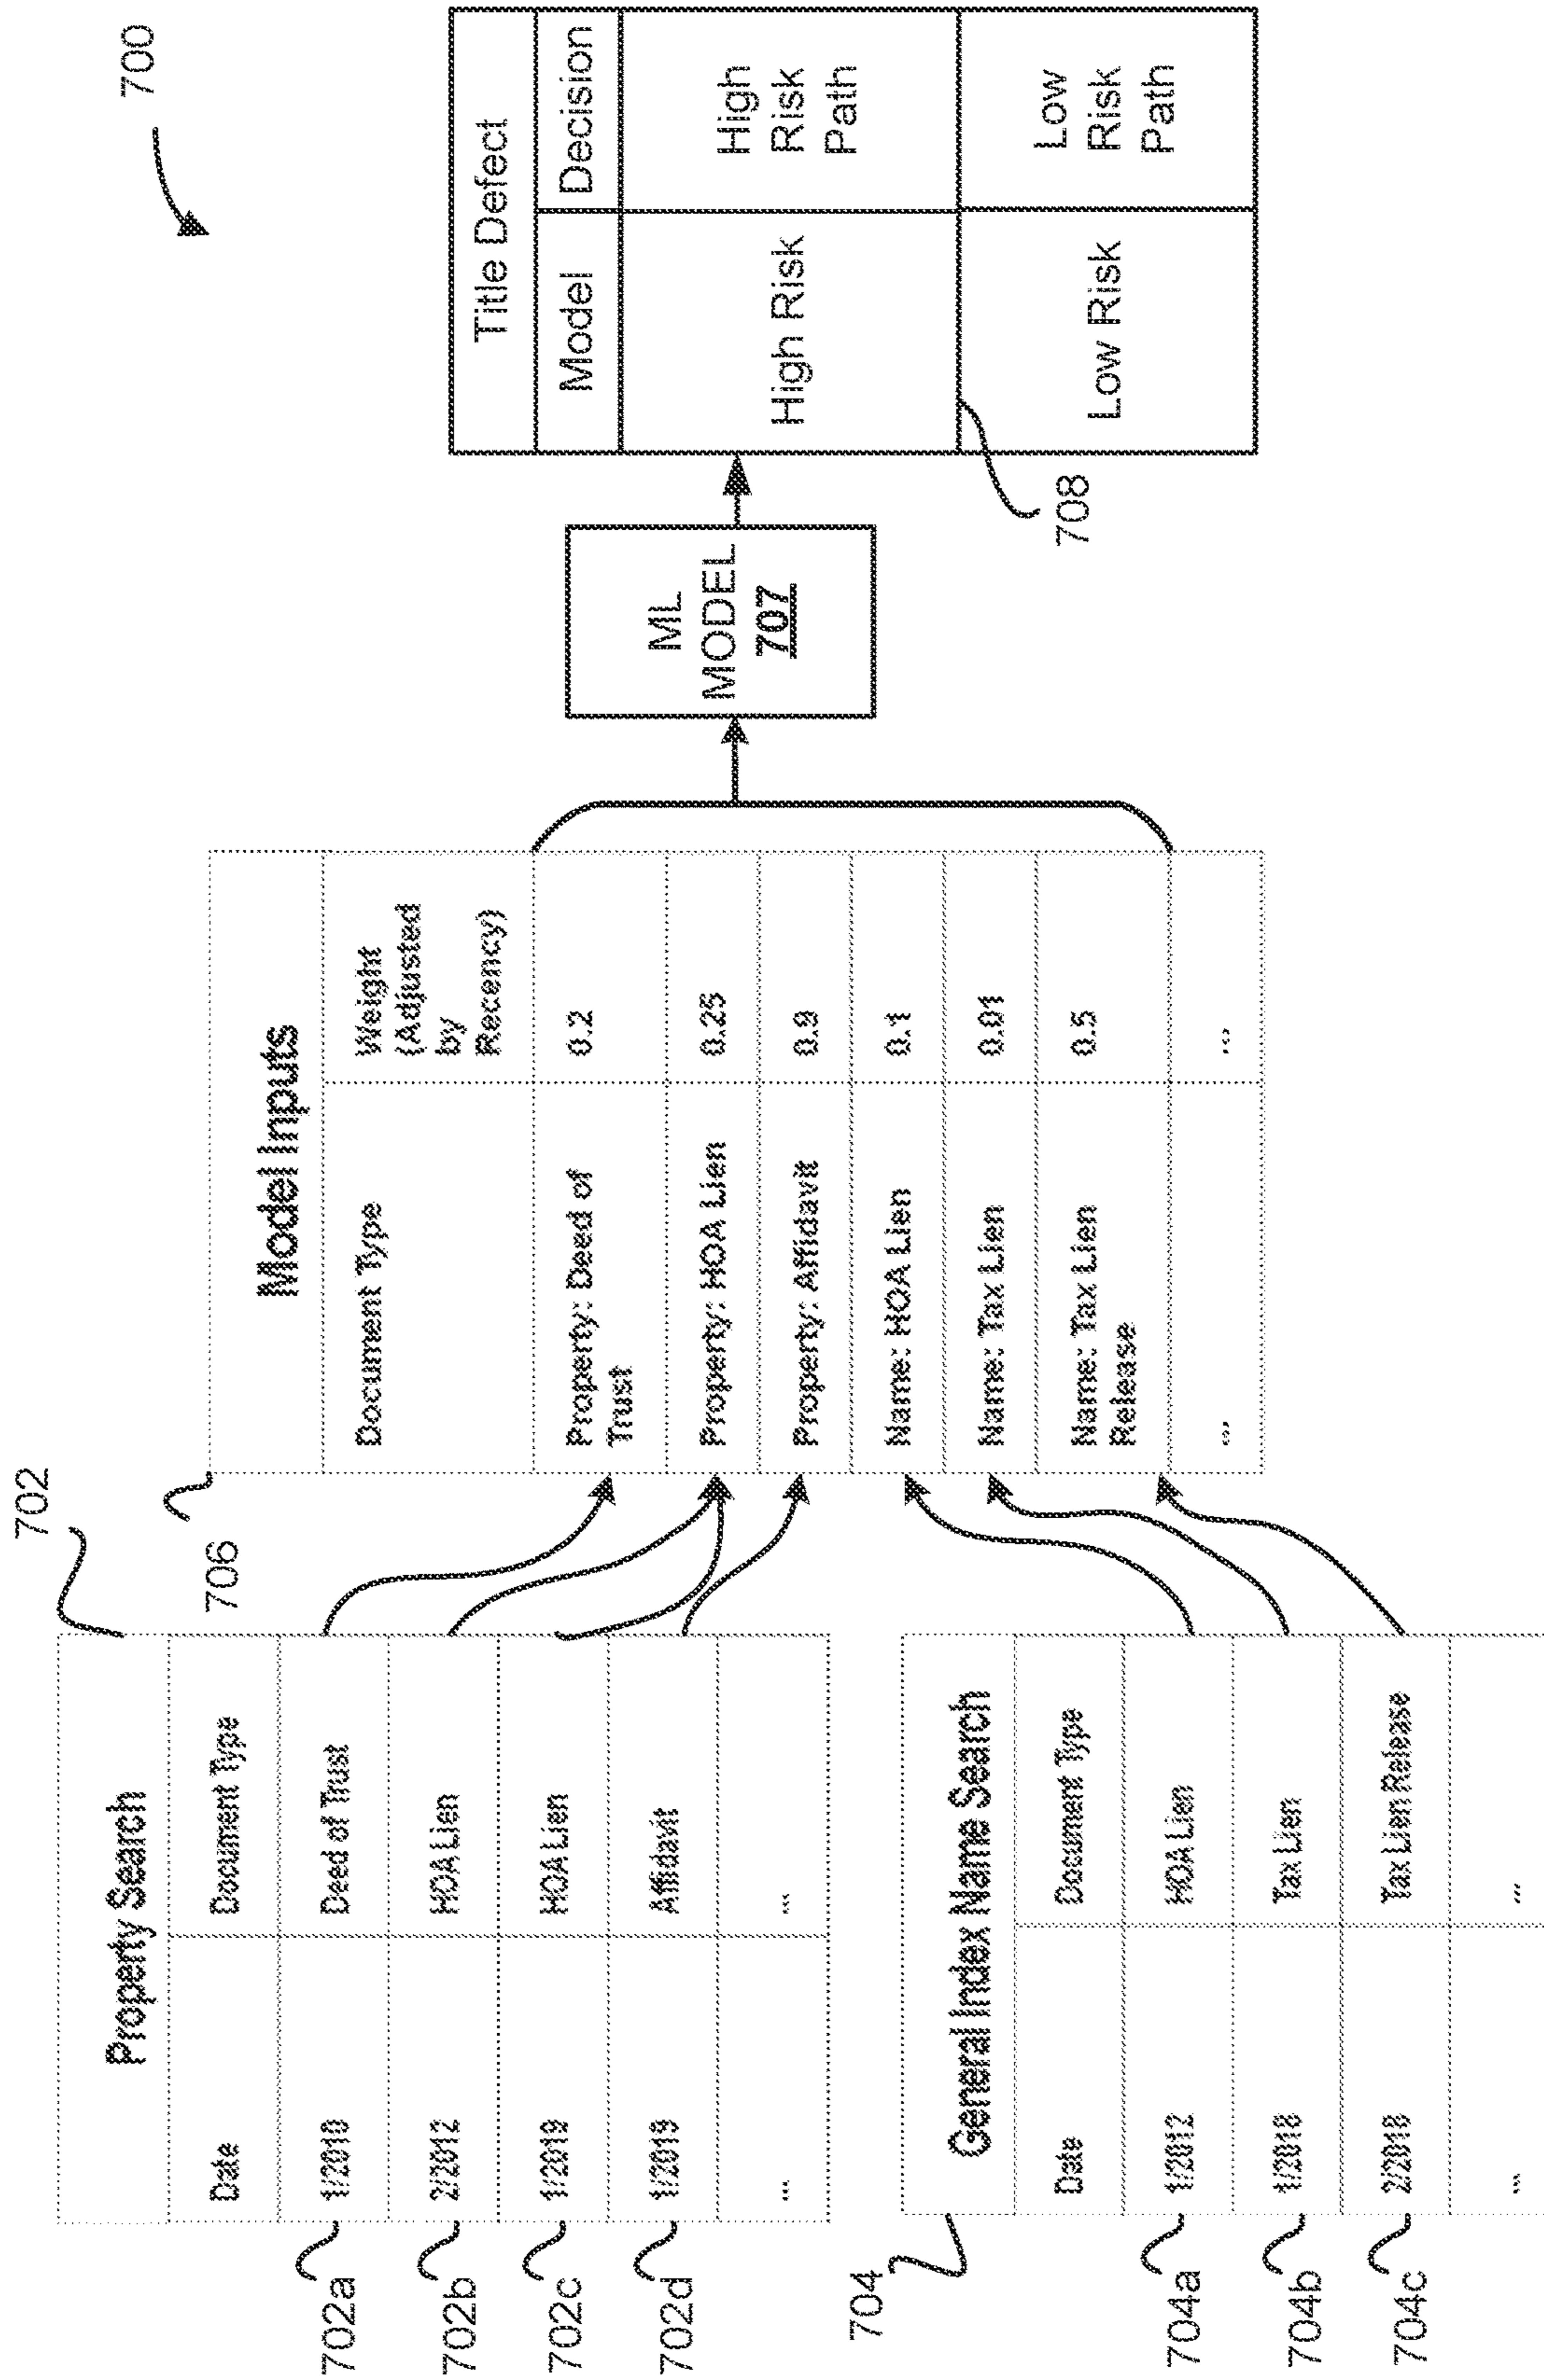 700
702
Property Search
Date Document Type
702a 1/2010 Deed of Trust
702b 2/2012 HOA Lien
702c 1/2019 HOA Lien
702d 1/2019 Affidavit
... ...
704
General Index Name Search
Date Document Type
704a 1/2012 HOA Lien
704b 1/2018 Tax Lien
704c 2/2018 Tax Lien Release
... ...
706
Model Inputs
Document Type
Weight
(Adjusted
by
Recency)
Property: Deed of
Trust
0.2
Property: HOA Lien 0.25
Property: Affidavit 0.9
Name: HOA Lien 0.1
Name: Tax Lien 0.01
Name: Tax Lien
Release
0.5
... ...
ML
MODEL
707
708
Title Defect
Model Decision
High Risk
High
Risk
Path
Low Risk
Low
Risk
Path